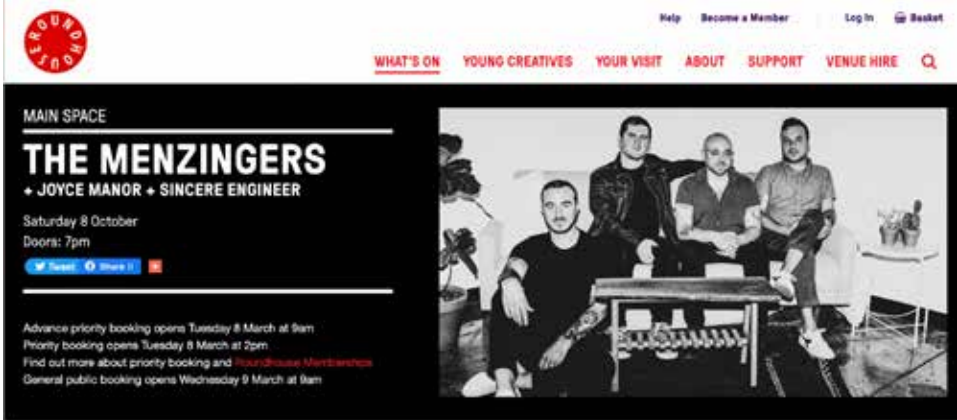 ROUNDHOUSE
Help Become a Member Log In Basket
WHAT'S ON YOUNG CREATIVES YOUR VISIT ABOUT SUPPORT VENUE HIRE
MAIN SPACE
THE MENZINGERS
+ JOYCE MANOR + SINCERE ENGINEER
Saturday 8 October
Doors: 7pm
Tweet Share
Advance priority booking opens Tuesday 8 March at 9am
Priority booking opens Tuesday 8 March at 2pm
Find out more about priority booking and Roundhouse Memberships
General public booking opens Wednesday 9 March at 9am